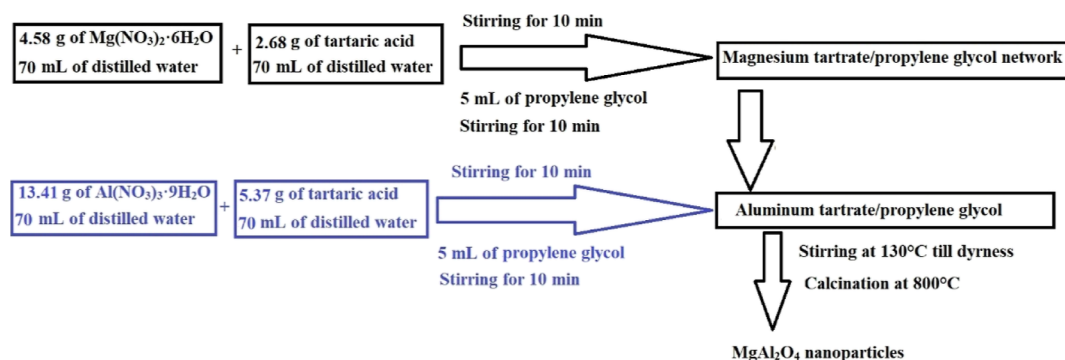 Stirring for 10 min
4.58 g of Mg(NO₃)₂·6H₂O
70 mL of distilled water
+
2.68 g of tartaric acid
70 mL of distilled water
5 mL of propylene glycol
Stirring for 10 min
Magnesium tartrate/propylene glycol network
Stirring for 10 min
13.41 g of Al(NO₃)₃·9H₂O
70 mL of distilled water
+
5.37 g of tartaric acid
70 mL of distilled water
5 mL of propylene glycol
Stirring for 10 min
Aluminum tartrate/propylene glycol
Stirring at 130°C till dyrness
Calcination at 800°C
MgAl₂O₄ nanoparticles